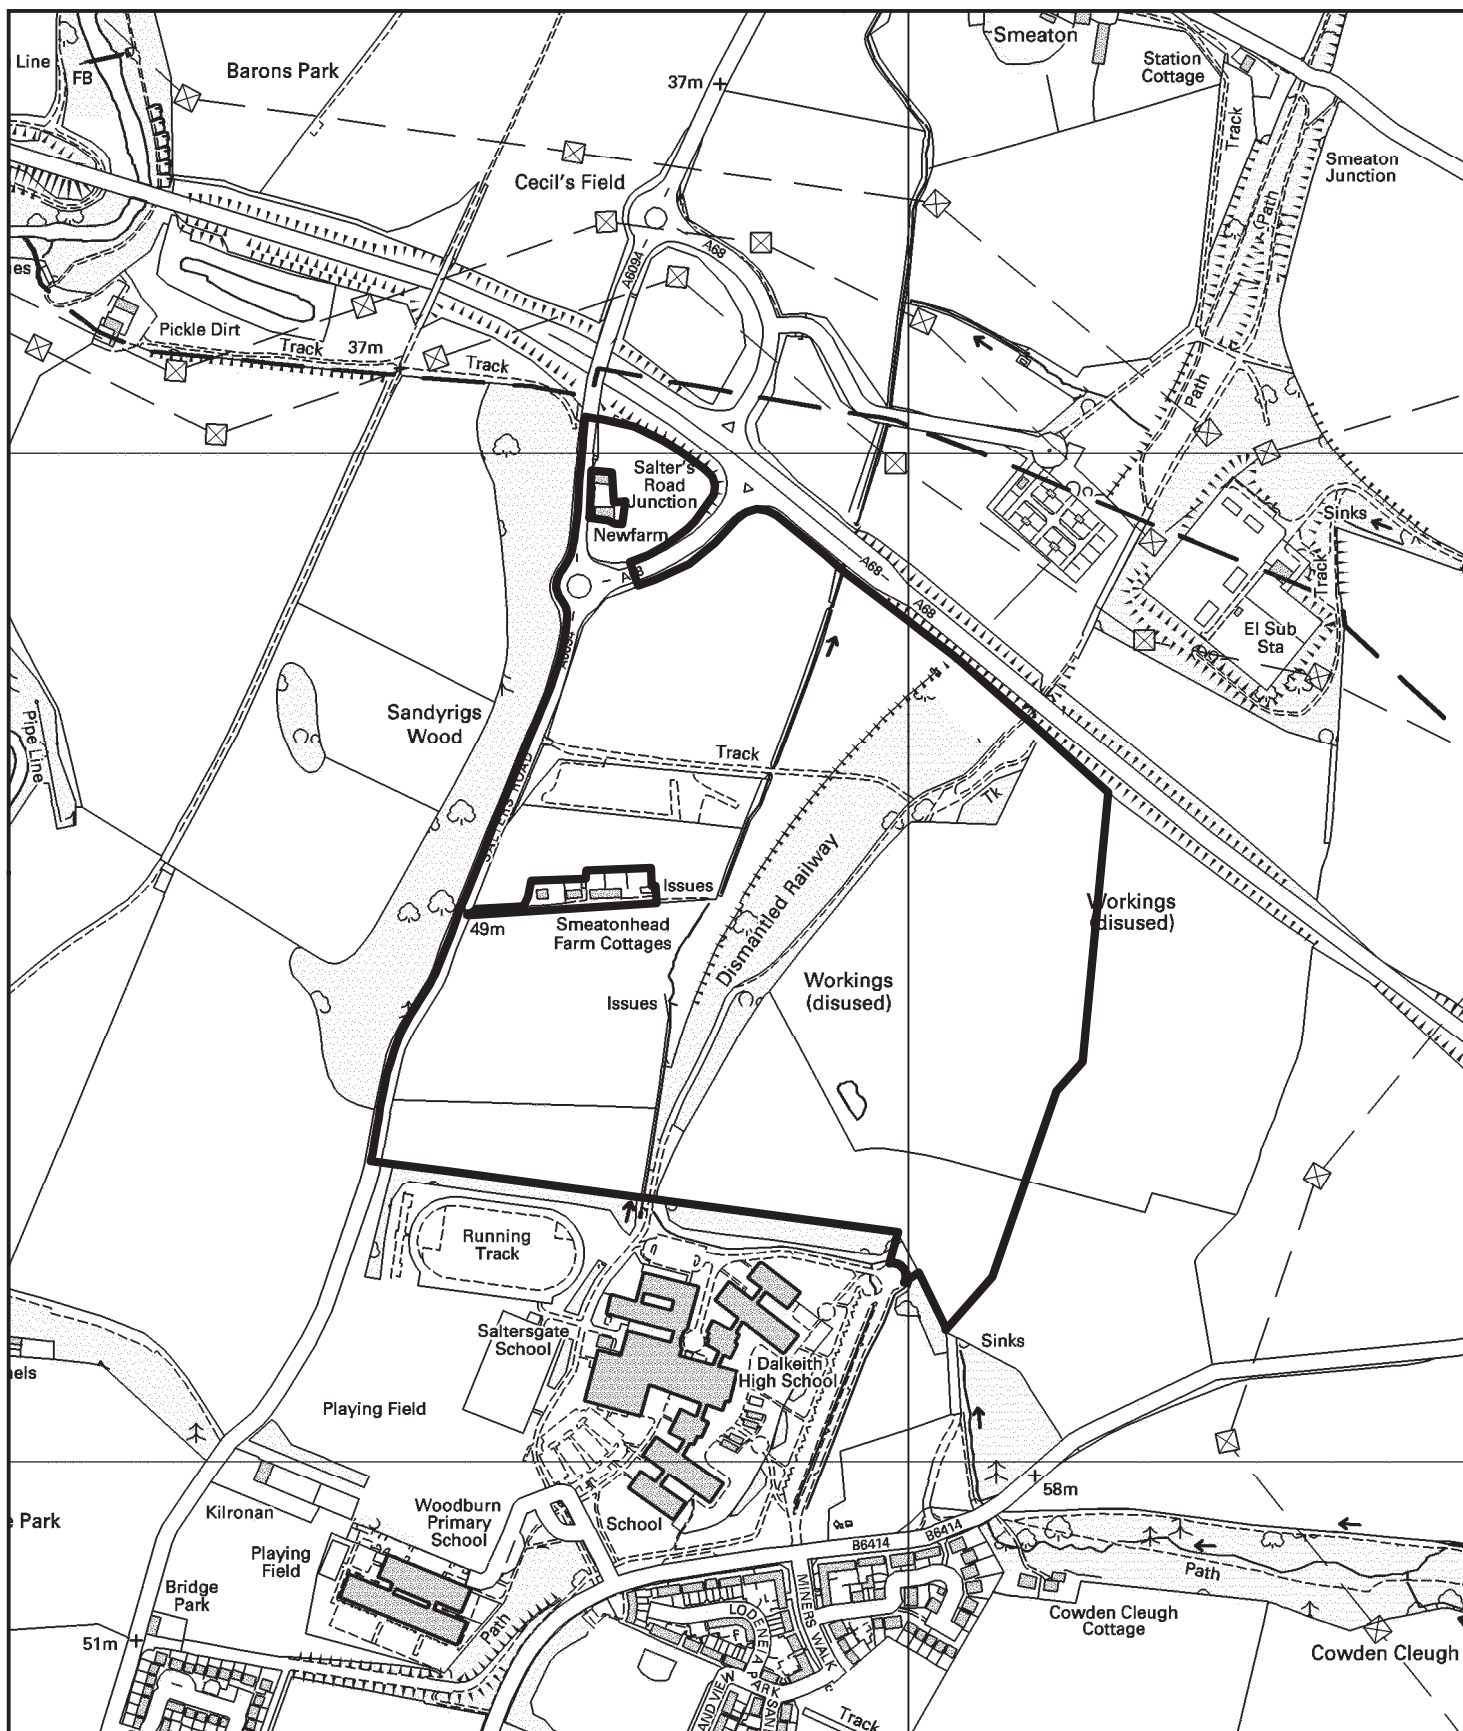 Line
FB
Barons Park
37m
Smeaton
Station
Cottage
Track
Smeaton
Junction
Path
Cecil's Field
A6094
A68
Pickle Dirt
Track
37m
Track
Path
Salter's
Road
Junction
Newfarm
A68
A68
Sinks
Track
El Sub
Sta
Pipe Line
Sandyrigs
Wood
SALTERS ROAD
Track
Tk
Dismantled Railway
Issues
Smeatonhead
Farm Cottages
49m
Issues
Workings
(disused)
Workings
(disused)
Running
Track
Saltersgate
School
Dalkeith
High School
Sinks
Playing Field
Kilronan
Woodburn
Primary
School
School
58m
Playing
Field
Bridge
Park
51m
Path
Park
B6414
B6414
MINERS WALK
LODENEIA PARK
Path
Cowden Cleugh
Cottage
Cowden Cleugh
Track